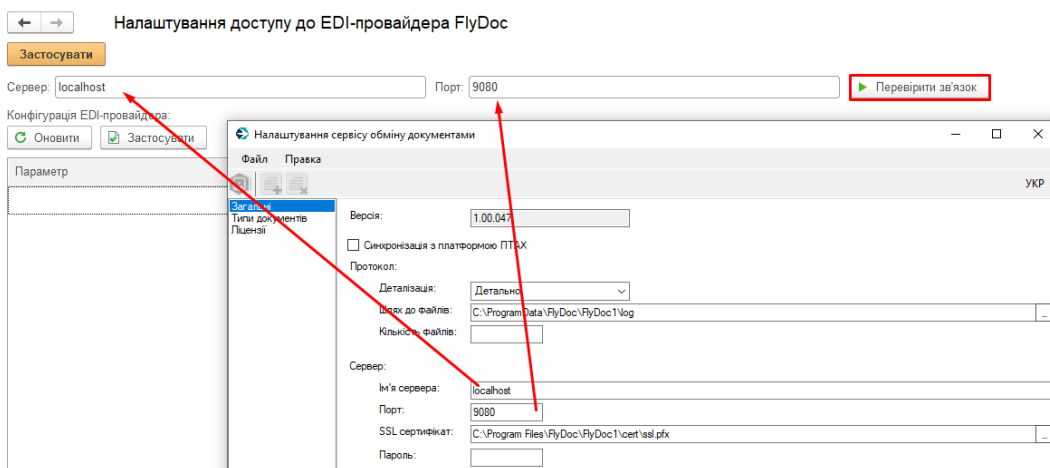 Налаштування доступу до EDI-провайдера FlyDoc
Застосувати
Сервер: localhost Порт: 9080 Перевірити зв'язок
Конфігурація EDI-провайдера:
Оновити Застосувати
Параметр
Налаштування сервісу обміну документами
Файл Правка
УКР
Загальні
Типи документів
Ліцензії
Версія: 1.00.047
Синхронізація з платформою ПТАХ
Протокол:
Деталізація: Детально
Шлях до файлів: C:\ProgramData\FlyDoc\FlyDoc1\log ...
Кількість файлів:
Сервер:
Ім'я сервера: localhost
Порт: 9080
SSL сертифікат: C:\Program Files\FlyDoc\FlyDoc1\cert\ssl.pfx ...
Пароль: